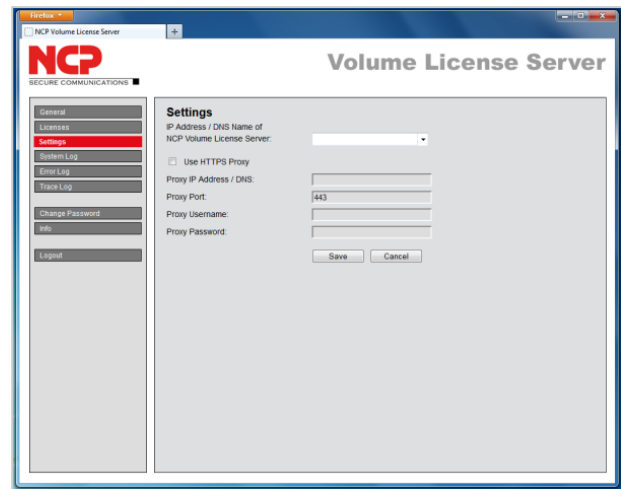 Firefox
NCP Volume License Server
+
NCP
SECURE COMMUNICATIONS
Volume License Server
General
Licenses
Settings
System Log
Error Log
Trace Log
Change Password
Info
Logout
Settings
IP Address / DNS Name of
NCP Volume License Server:
Use HTTPS Proxy
Proxy IP Address / DNS:
Proxy Port: 443
Proxy Username:
Proxy Password:
Save Cancel